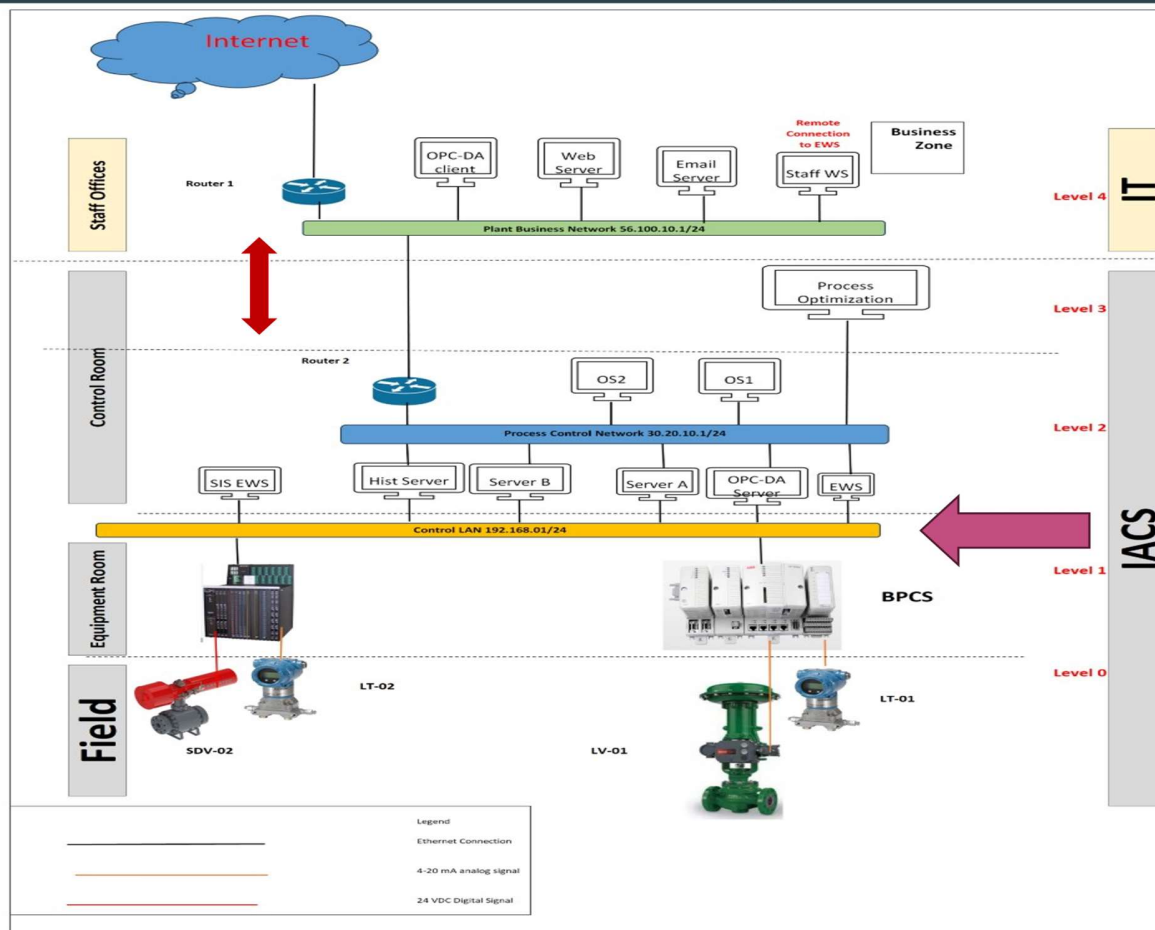 Internet
Remote
Connection
to EWS
Business
Zone
OPC-DA
client
Web
Server
Email
Server
Staff WS
IT
Staff Offices
Router 1
Level 4
Plant Business Network 56.100.10.1/24
Process
Optimization
Level 3
Control Room
Router 2
OS2
OS1
Process Control Network 30.20.10.1/24
Level 2
SIS EWS
Hist Server
Server B
Server A
OPC-DA
Server
EWS
Control LAN 192.168.01/24
IACS
Level 1
Equipment Room
BPCS
Level 0
Field
LT-02
LT-01
SDV-02
LV-01
Legend
Ethernet Connection
4-20 mA analog signal
24 VDC Digital Signal